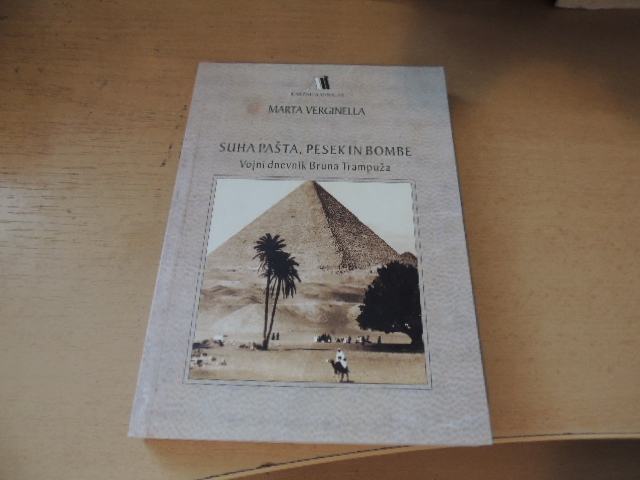 MARTA VERGINELLA
SUHA PAŠTA, PESEK IN BOMBE
Vojni dnevnik Bruna Trampuža